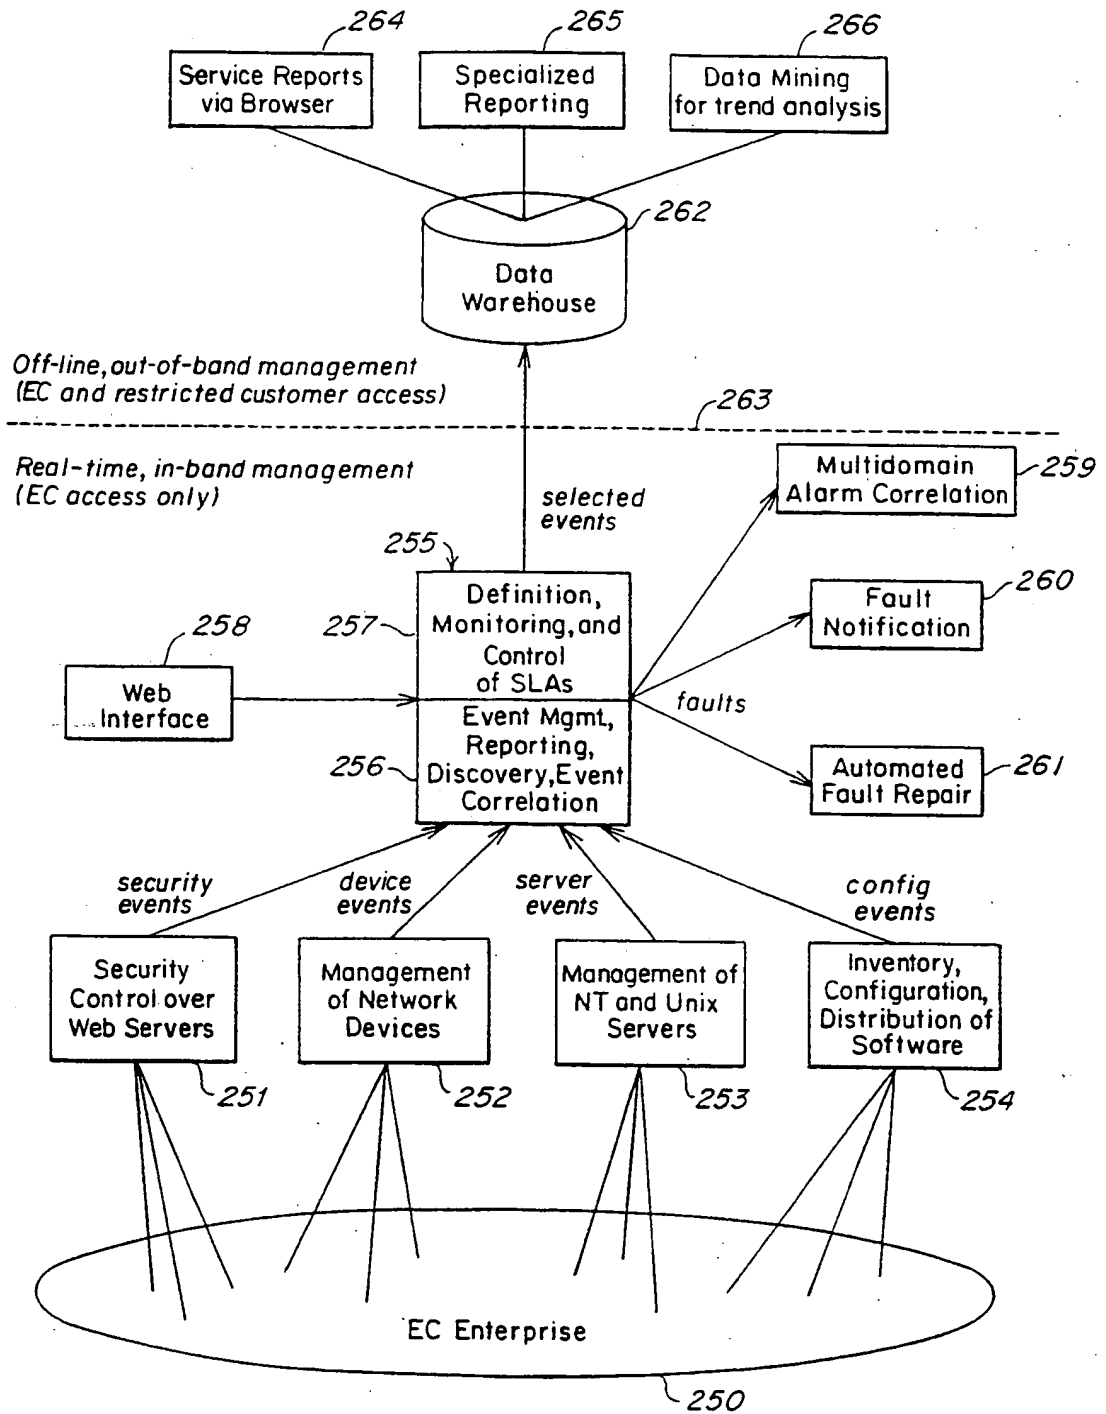 264
265
266
Service Reports
via Browser
Specialized
Reporting
Data Mining
for trend analysis
262
Data
Warehouse
Off-line, out-of-band management
(EC and restricted customer access)
263
Real-time, in-band management
(EC access only)
selected
events
Multidomain
Alarm Correlation
259
255
257
Definition,
Monitoring, and
Control
of SLAs
258
Web
Interface
Fault
Notification
260
faults
256
Event Mgmt,
Reporting,
Discovery, Event
Correlation
Automated
Fault Repair
261
security
events
device
events
server
events
config
events
Security
Control over
Web Servers
251
Management
of Network
Devices
252
Management of
NT and Unix
Servers
253
Inventory,
Configuration,
Distribution of
Software
254
EC Enterprise
250